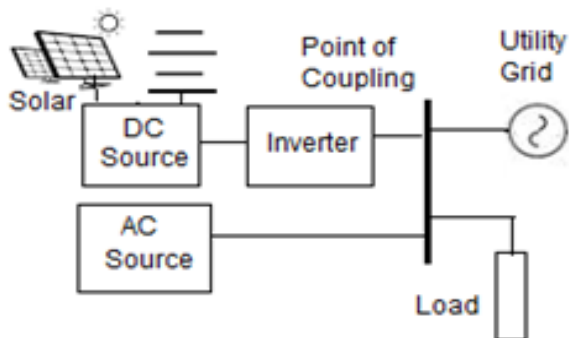 Solar
DC
Source
Inverter
Point of
Coupling
Utility
Grid
AC
Source
Load